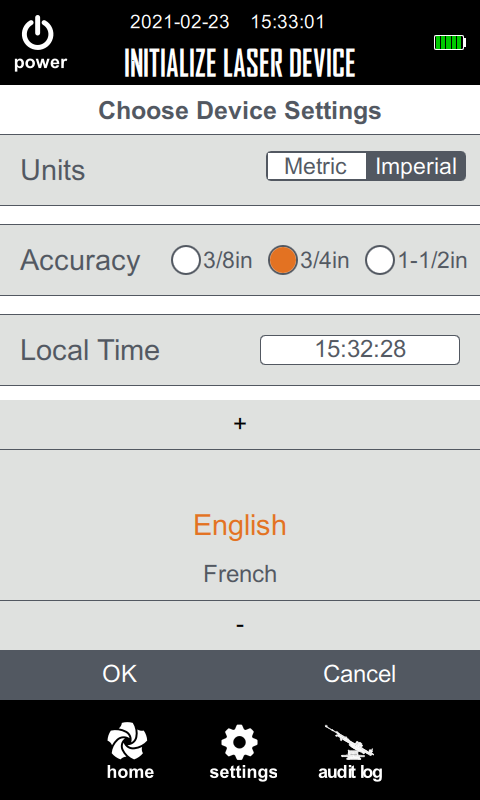 2021-02-23 15:33:01
power
INITIALIZE LASER DEVICE
Choose Device Settings
Units Metric Imperial
Accuracy 3/8in 3/4in 1-1/2in
Local Time 15:32:28
+
English
French
-
OK Cancel
home settings audit log